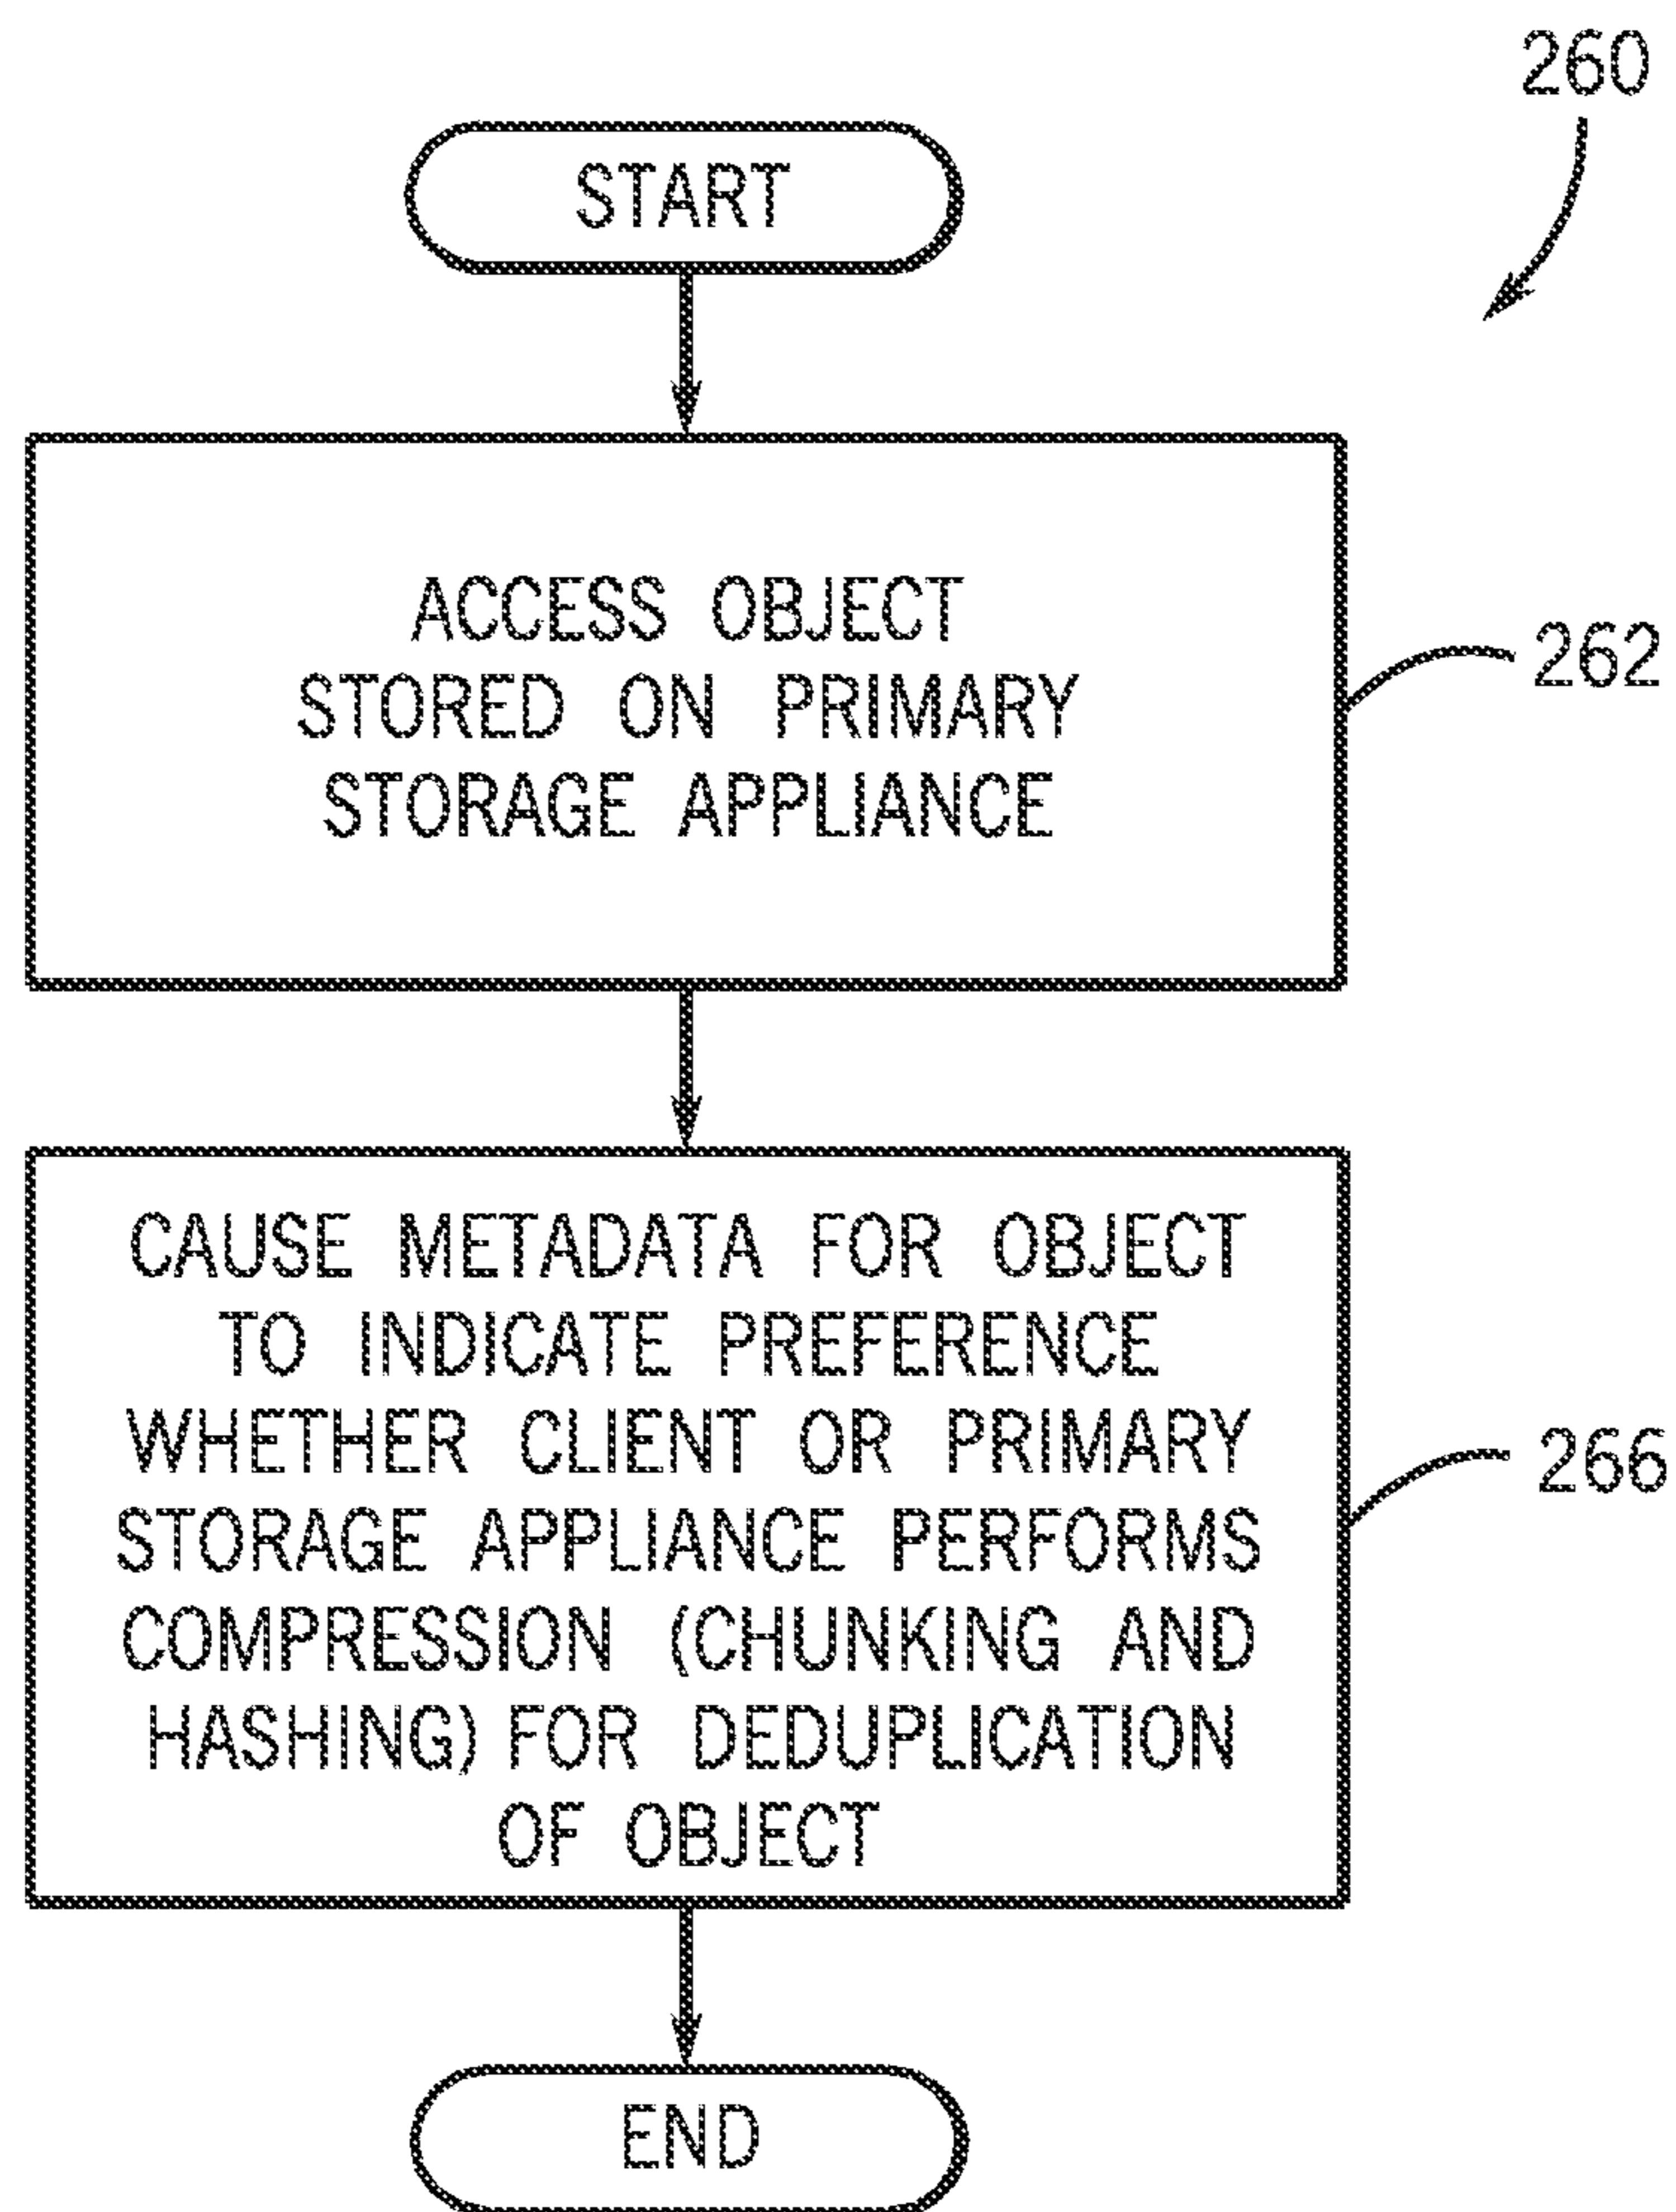 260
START
ACCESS OBJECT
STORED ON PRIMARY
STORAGE APPLIANCE
262
CAUSE METADATA FOR OBJECT
TO INDICATE PREFERENCE
WHETHER CLIENT OR PRIMARY
STORAGE APPLIANCE PERFORMS
COMPRESSION (CHUNKING AND
HASHING) FOR DEDUPLICATION
OF OBJECT
266
END